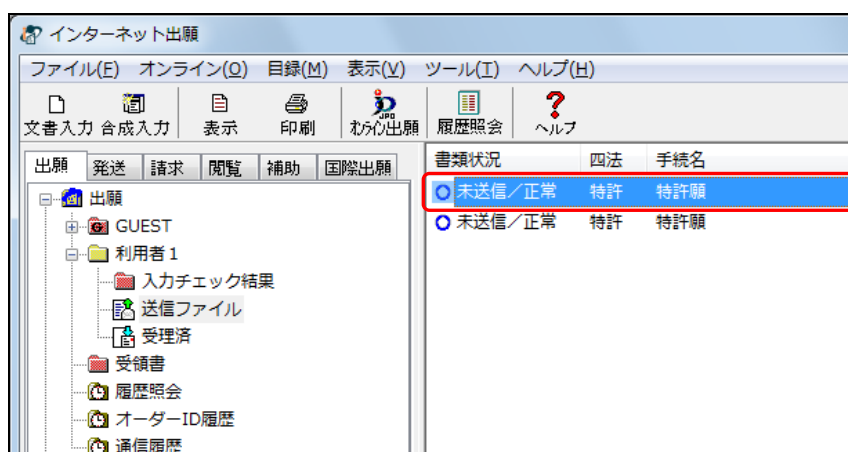 インターネット出願
ファイル(F) オンライン(O) 目録(M) 表示(V) ツール(T) ヘルプ(H)
文書入力 合成入力 表示 印刷 オンライン出願 履歴照会 ヘルプ
出願 発送 請求 閲覧 補助 国際出願
書類状況 四法 手続名
未送信／正常 特許 特許願
未送信／正常 特許 特許願
出願
GUEST
利用者1
入力チェック結果
送信ファイル
受理済
受領書
履歴照会
オーダーID履歴
通信履歴